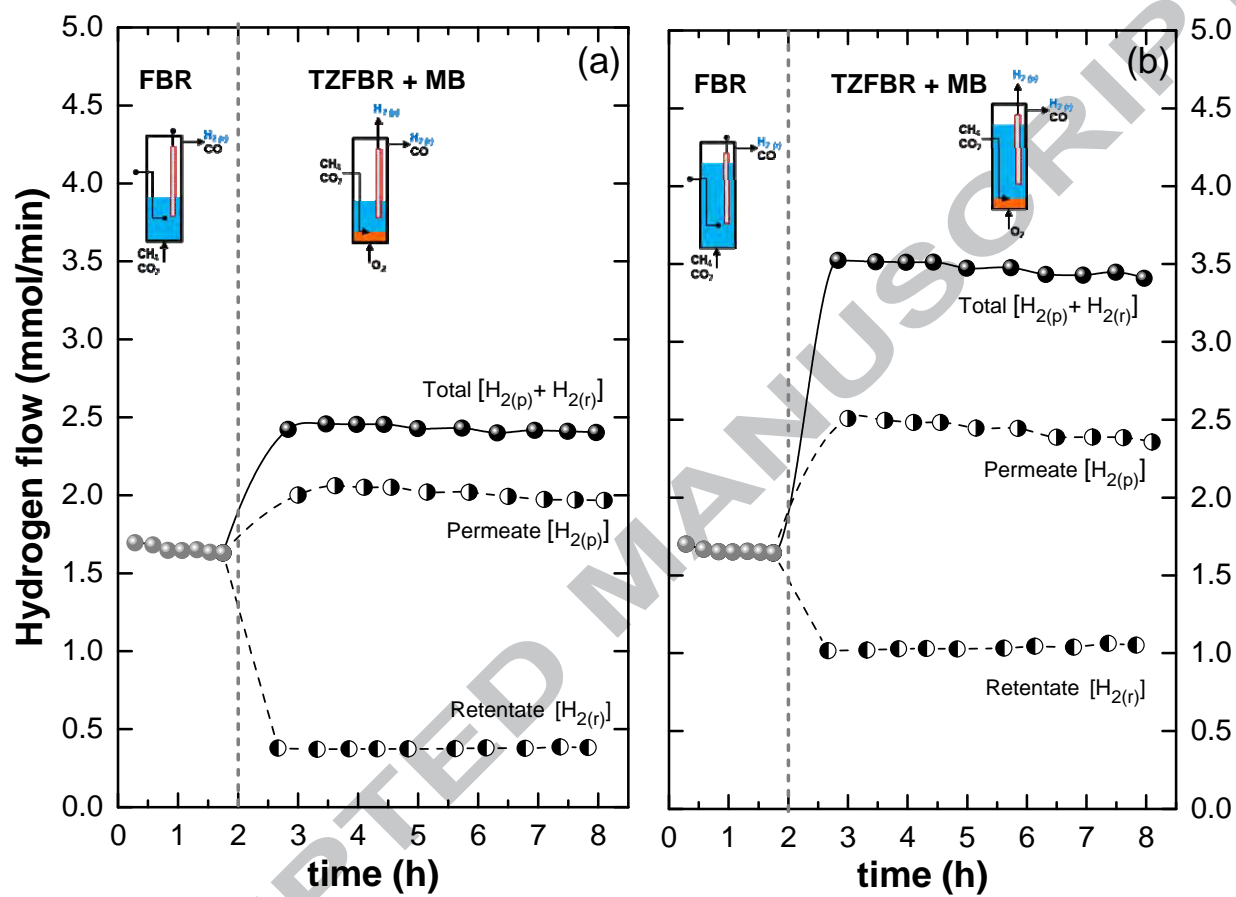 Hydrogen flow (mmol/min)
5.0
4.5
4.0
3.5
3.0
2.5
2.0
1.5
1.0
0.5
0.0
(a)
FBR
TZFBR + MB
H2 (r)
CO
CH4
CO2
H2 (p)
H2 (r)
CO
CH4
CO2
O2
Total [H2(p)+ H2(r)]
Permeate [H2(p)]
Retentate [H2(r)]
0 1 2 3 4 5 6 7 8
time (h)
(b)
FBR
TZFBR + MB
H2 (r)
CO
CH4
CO2
H2 (p)
H2 (r)
CO
CH4
CO2
O2
Total [H2(p)+ H2(r)]
Permeate [H2(p)]
Retentate [H2(r)]
0 1 2 3 4 5 6 7 8
time (h)
5.0
4.5
4.0
3.5
3.0
2.5
2.0
1.5
1.0
0.5
0.0
PTED MANUSCRIP